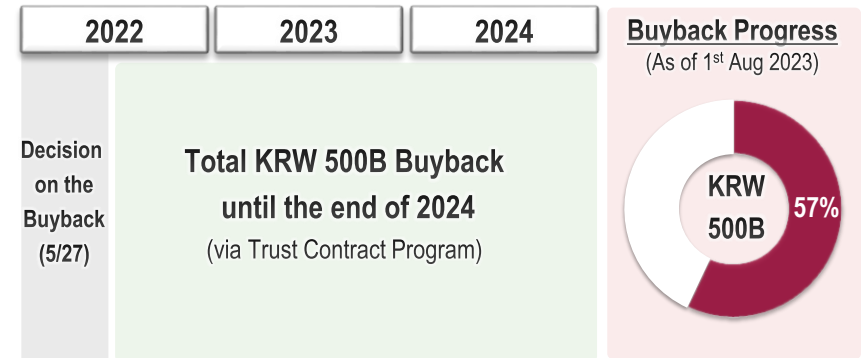 2022
2023
2024
Decision
on the
Buyback
(5/27)
Total KRW 500B Buyback
until the end of 2024
(via Trust Contract Program)
Buyback Progress
(As of 1st Aug 2023)
KRW
500B
57%